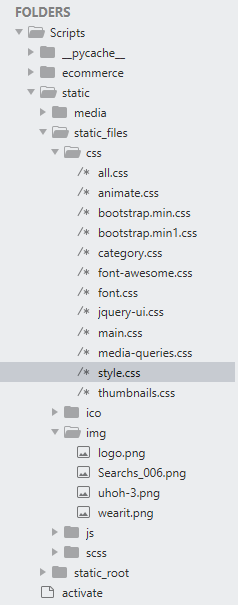 FOLDERS
Scripts
__pycache__
ecommerce
static
media
static_files
css
/* all.css
/* animate.css
/* bootstrap.min.css
/* bootstrap.min1.css
/* category.css
/* font-awesome.css
/* font.css
/* jquery-ui.css
/* main.css
/* media-queries.css
/* style.css
/* thumbnails.css
ico
img
logo.png
Searchs_006.png
uhoh-3.png
wearit.png
js
scss
static_root
activate